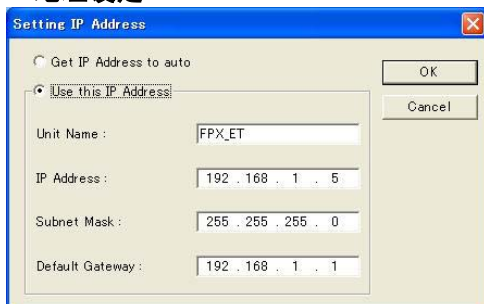 Setting IP Address
Get IP Address to auto
Use this IP Address
OK
Cancel
Unit Name :
FPX_ET
IP Address :
192 . 168 . 1 . 5
Subnet Mask :
255 . 255 . 255 . 0
Default Gateway :
192 . 168 . 1 . 1